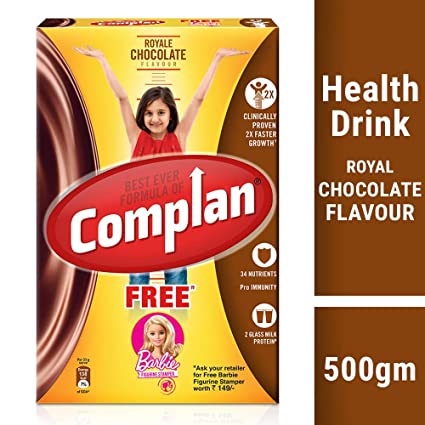 ROYALE
CHOCOLATE
FLAVOUR
2X
CLINICALLY
PROVEN
2X FASTER
GROWTH†
BEST EVER
FORMULA OF
Complan®
34 NUTRIENTS
Pro IMMUNITY
2 GLASS MILK
PROTEIN^
FREE*
Barbie
FIGURINE STAMPER
*Ask your retailer
for Free Barbie
Figurine Stamper
worth ₹ 149/-
Health
Drink
ROYAL
CHOCOLATE
FLAVOUR
500gm